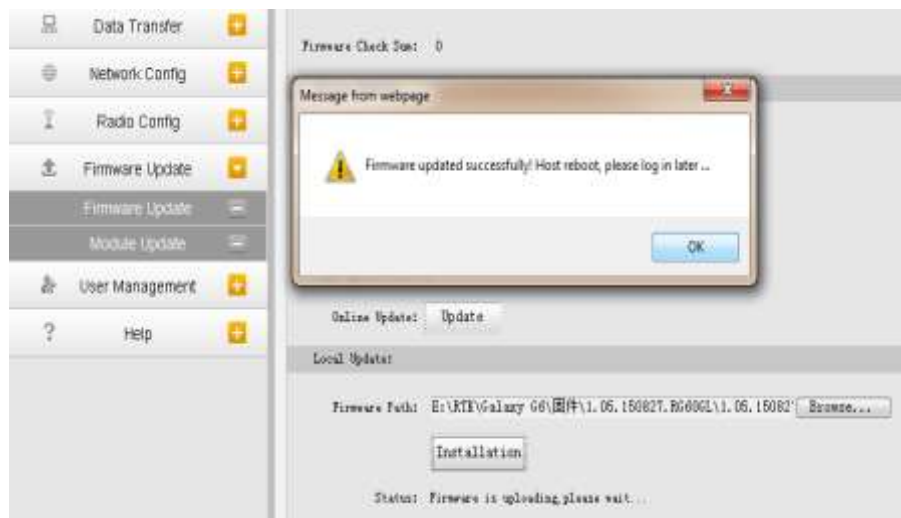 Data Transfer
Network Config
Radio Config
Firmware Update
Firmware Update
Module Update
User Management
? Help
Firmware Check Sum: 0
Message from webpage
Firmware updated successfully! Host reboot, please log in later ...
OK
Online Update: Update
Local Update:
Firmware Path: E:\RTK\Galaxy G6\固件\1.05.150827.RG60GL\1.05.15082 Browse...
Installation
Status: Firmware is uploading,please wait...